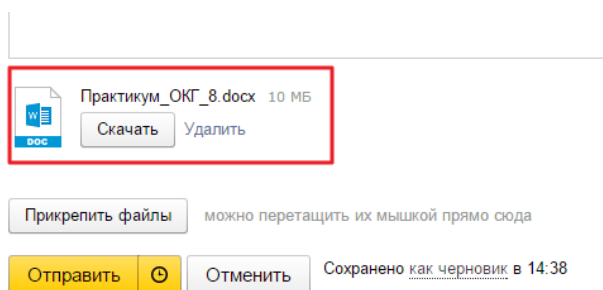 Практикум_ОКГ_8.docx 10 МБ
W
DOC
Скачать Удалить
Прикрепить файлы можно перетащить их мышкой прямо сюда
Отправить Отменить Сохранено как черновик в 14:38